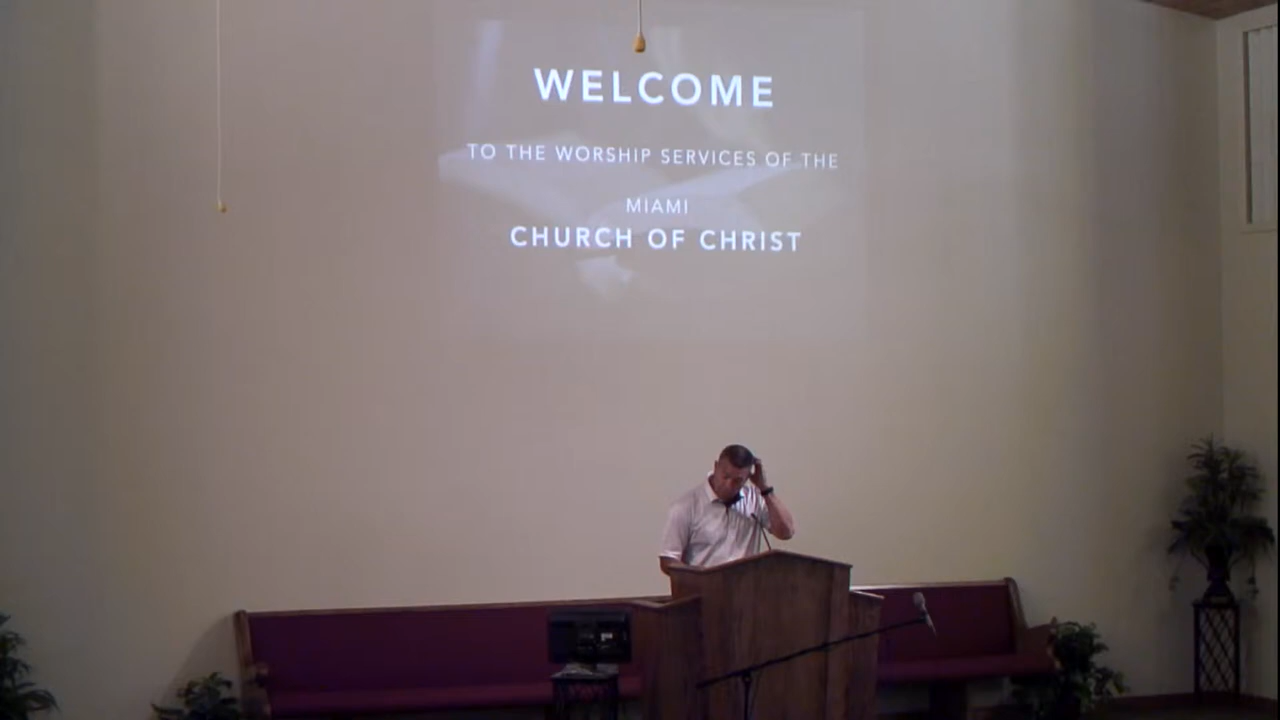 WELCOME
TO THE WORSHIP SERVICES OF THE
MIAMI
CHURCH OF CHRIST